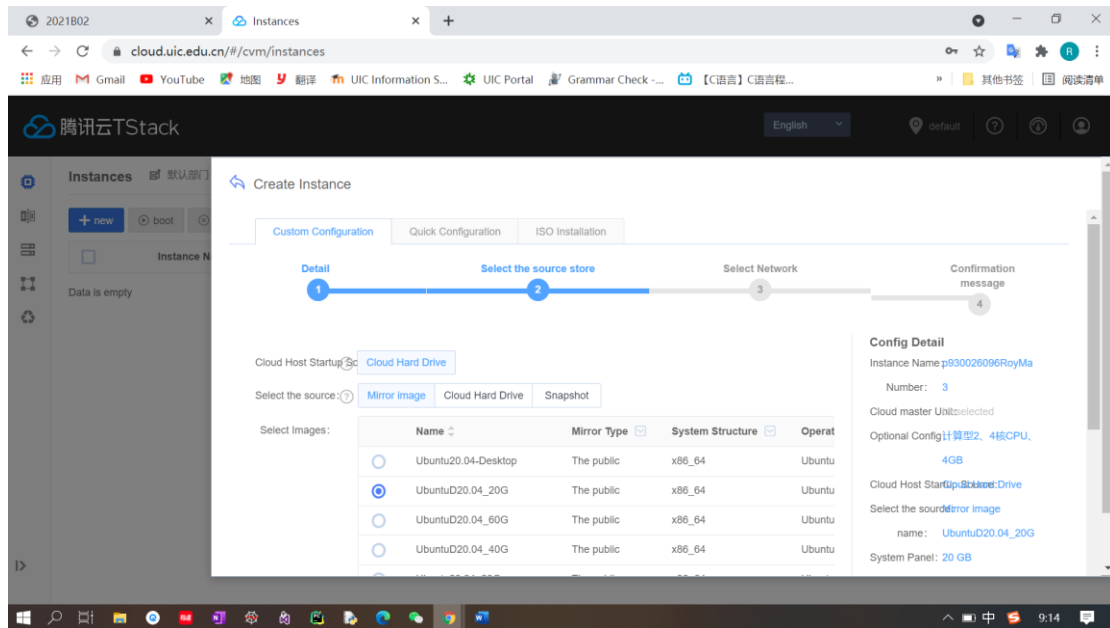 2021B02
Instances
cloud.uic.edu.cn/#/cvm/instances
R
应用 Gmail YouTube 地图 翻译 UIC Information S... UIC Portal Grammar Check -... 【C语言】C语言程... » 其他书签 阅读清单
腾讯云TStack English default
Instances 默认部门
new boot
Instance N
Data is empty
Create Instance
Custom Configuration Quick Configuration ISO Installation
Detail Select the source store Select Network Confirmation
message
1 2 3 4
Cloud Host Startup Sc Cloud Hard Drive
Select the source: Mirror image Cloud Hard Drive Snapshot
Select Images:
Name Mirror Type System Structure Operat
Ubuntu20.04-Desktop The public x86_64 Ubuntu
UbuntuD20.04_20G The public x86_64 Ubuntu
UbuntuD20.04_60G The public x86_64 Ubuntu
UbuntuD20.04_40G The public x86_64 Ubuntu
Config Detail
Instance Name: p930026096RoyMa
Number: 3
Cloud master Unit: selected
Optional Config 计算型2、4核CPU、
4GB
Cloud Host Startup Drive
Select the source: Mirror image
name: UbuntuD20.04_20G
System Panel: 20 GB
中 9:14